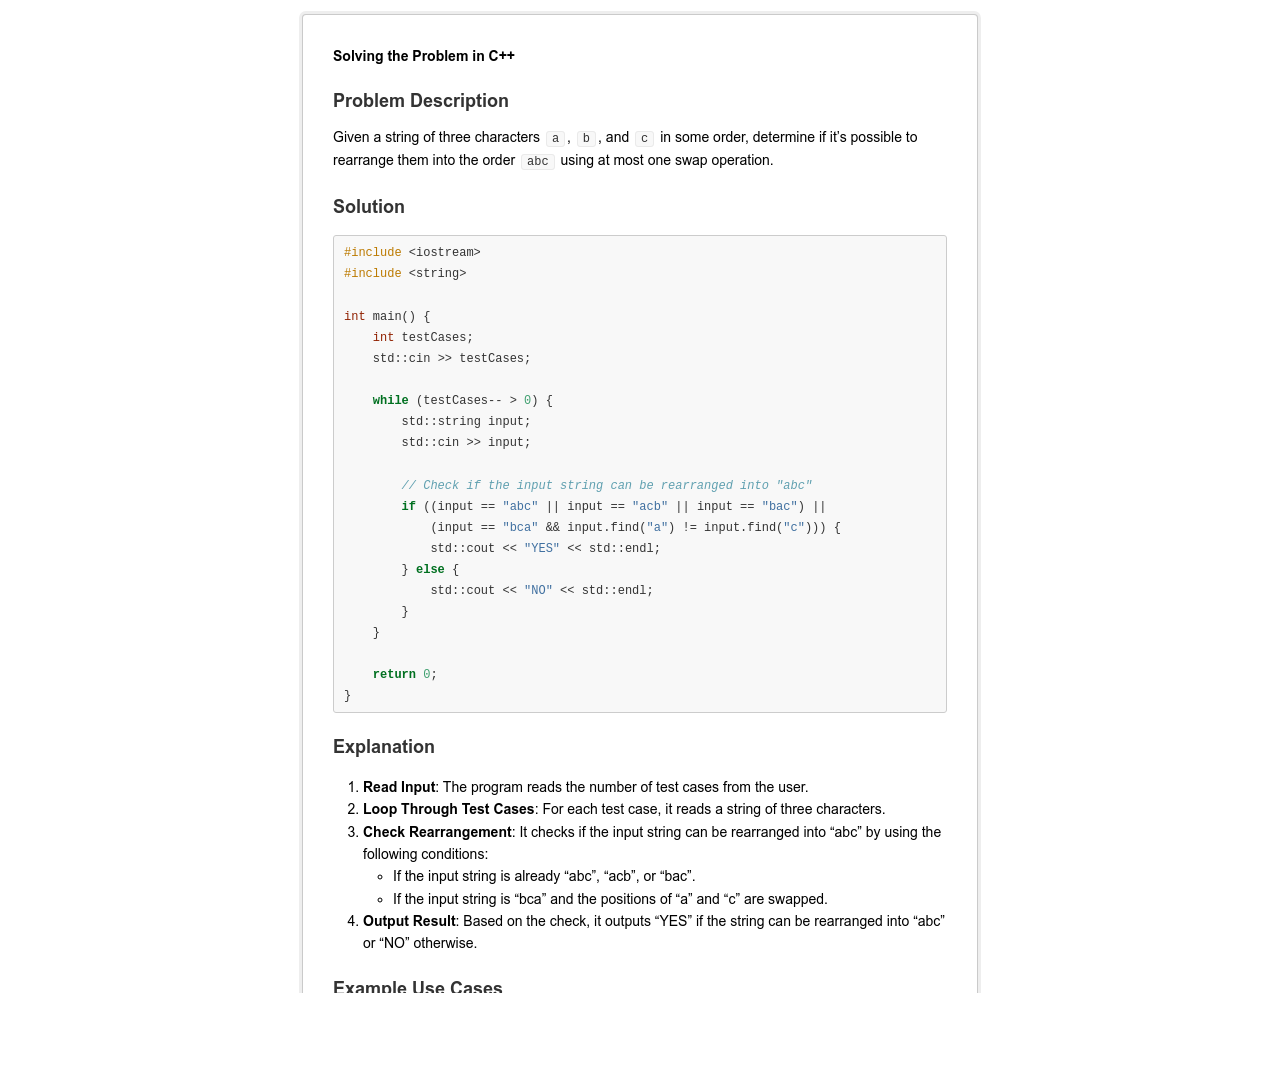 Solving the Problem in C++
Problem Description
Given a string of three characters a, b, and c in some order, determine if it’s possible to
rearrange them into the order abc using at most one swap operation.
Solution
#include <iostream>
#include <string>

int main() {
    int testCases;
    std::cin >> testCases;

    while (testCases-- > 0) {
        std::string input;
        std::cin >> input;

        // Check if the input string can be rearranged into "abc"
        if ((input == "abc" || input == "acb" || input == "bac") ||
            (input == "bca" && input.find("a") != input.find("c"))) {
            std::cout << "YES" << std::endl;
        } else {
            std::cout << "NO" << std::endl;
        }
    }

    return 0;
}
Explanation
1. Read Input: The program reads the number of test cases from the user.
2. Loop Through Test Cases: For each test case, it reads a string of three characters.
3. Check Rearrangement: It checks if the input string can be rearranged into “abc” by using the
following conditions:
◦ If the input string is already “abc”, “acb”, or “bac”.
◦ If the input string is “bca” and the positions of “a” and “c” are swapped.
4. Output Result: Based on the check, it outputs “YES” if the string can be rearranged into “abc”
or “NO” otherwise.
Example Use Cases